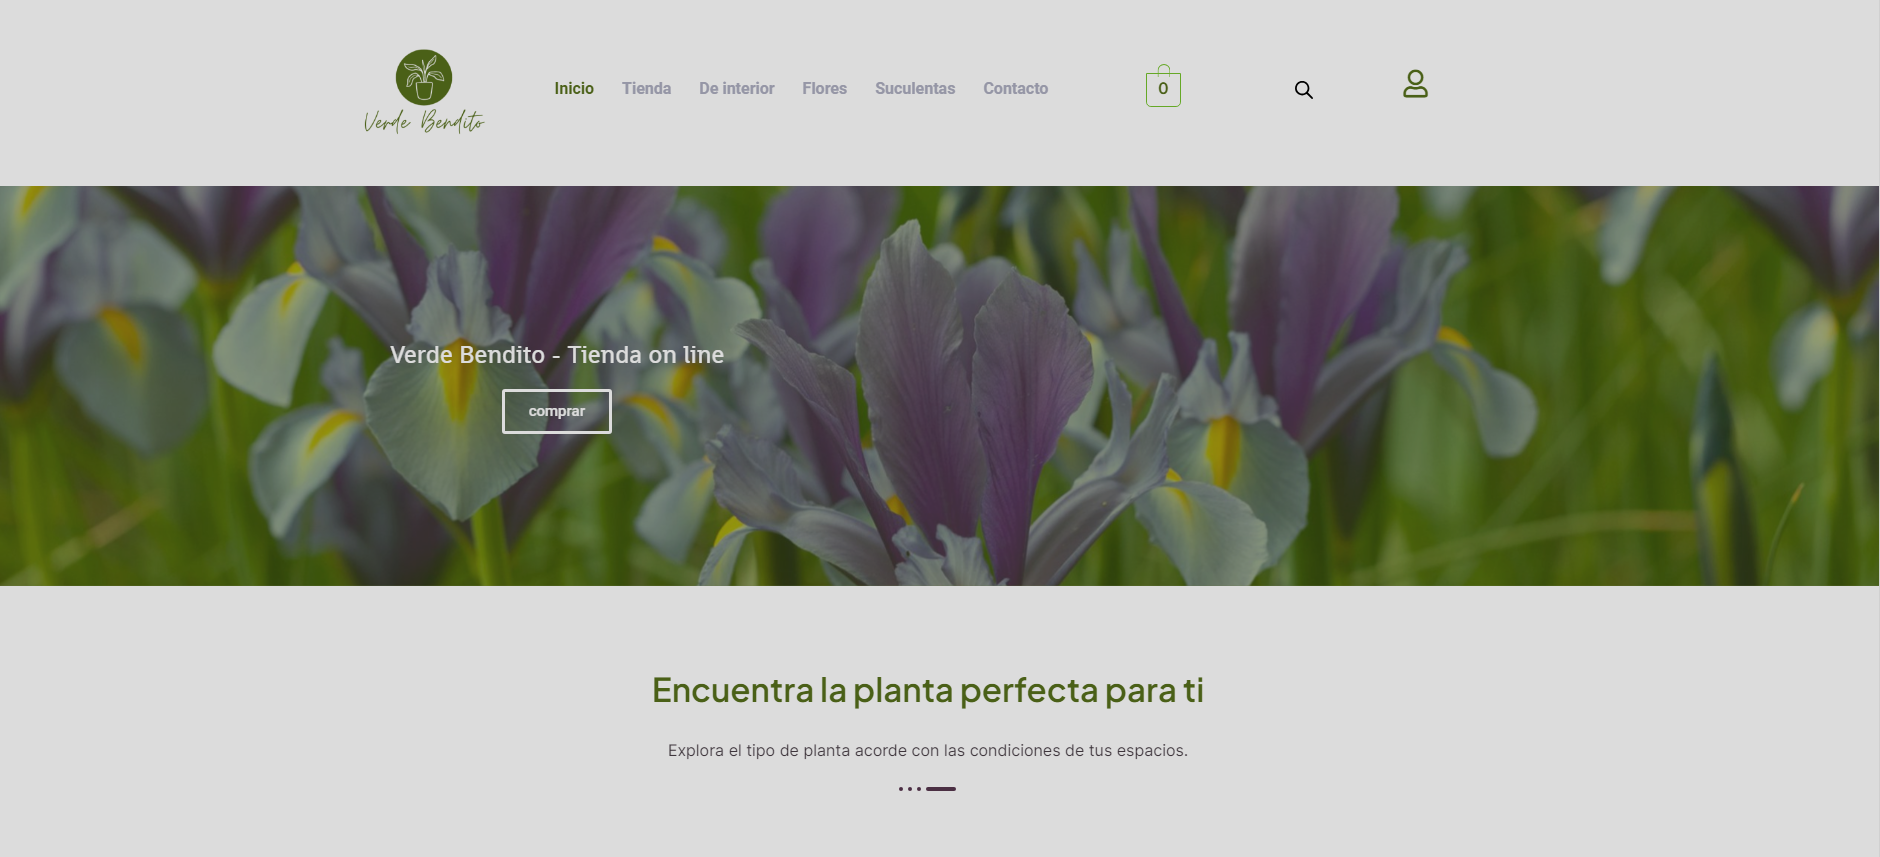 Verde Bendito
Inicio Tienda De interior Flores Suculentas Contacto 0
Verde Bendito - Tienda on line
comprar
Encuentra la planta perfecta para ti
Explora el tipo de planta acorde con las condiciones de tus espacios.